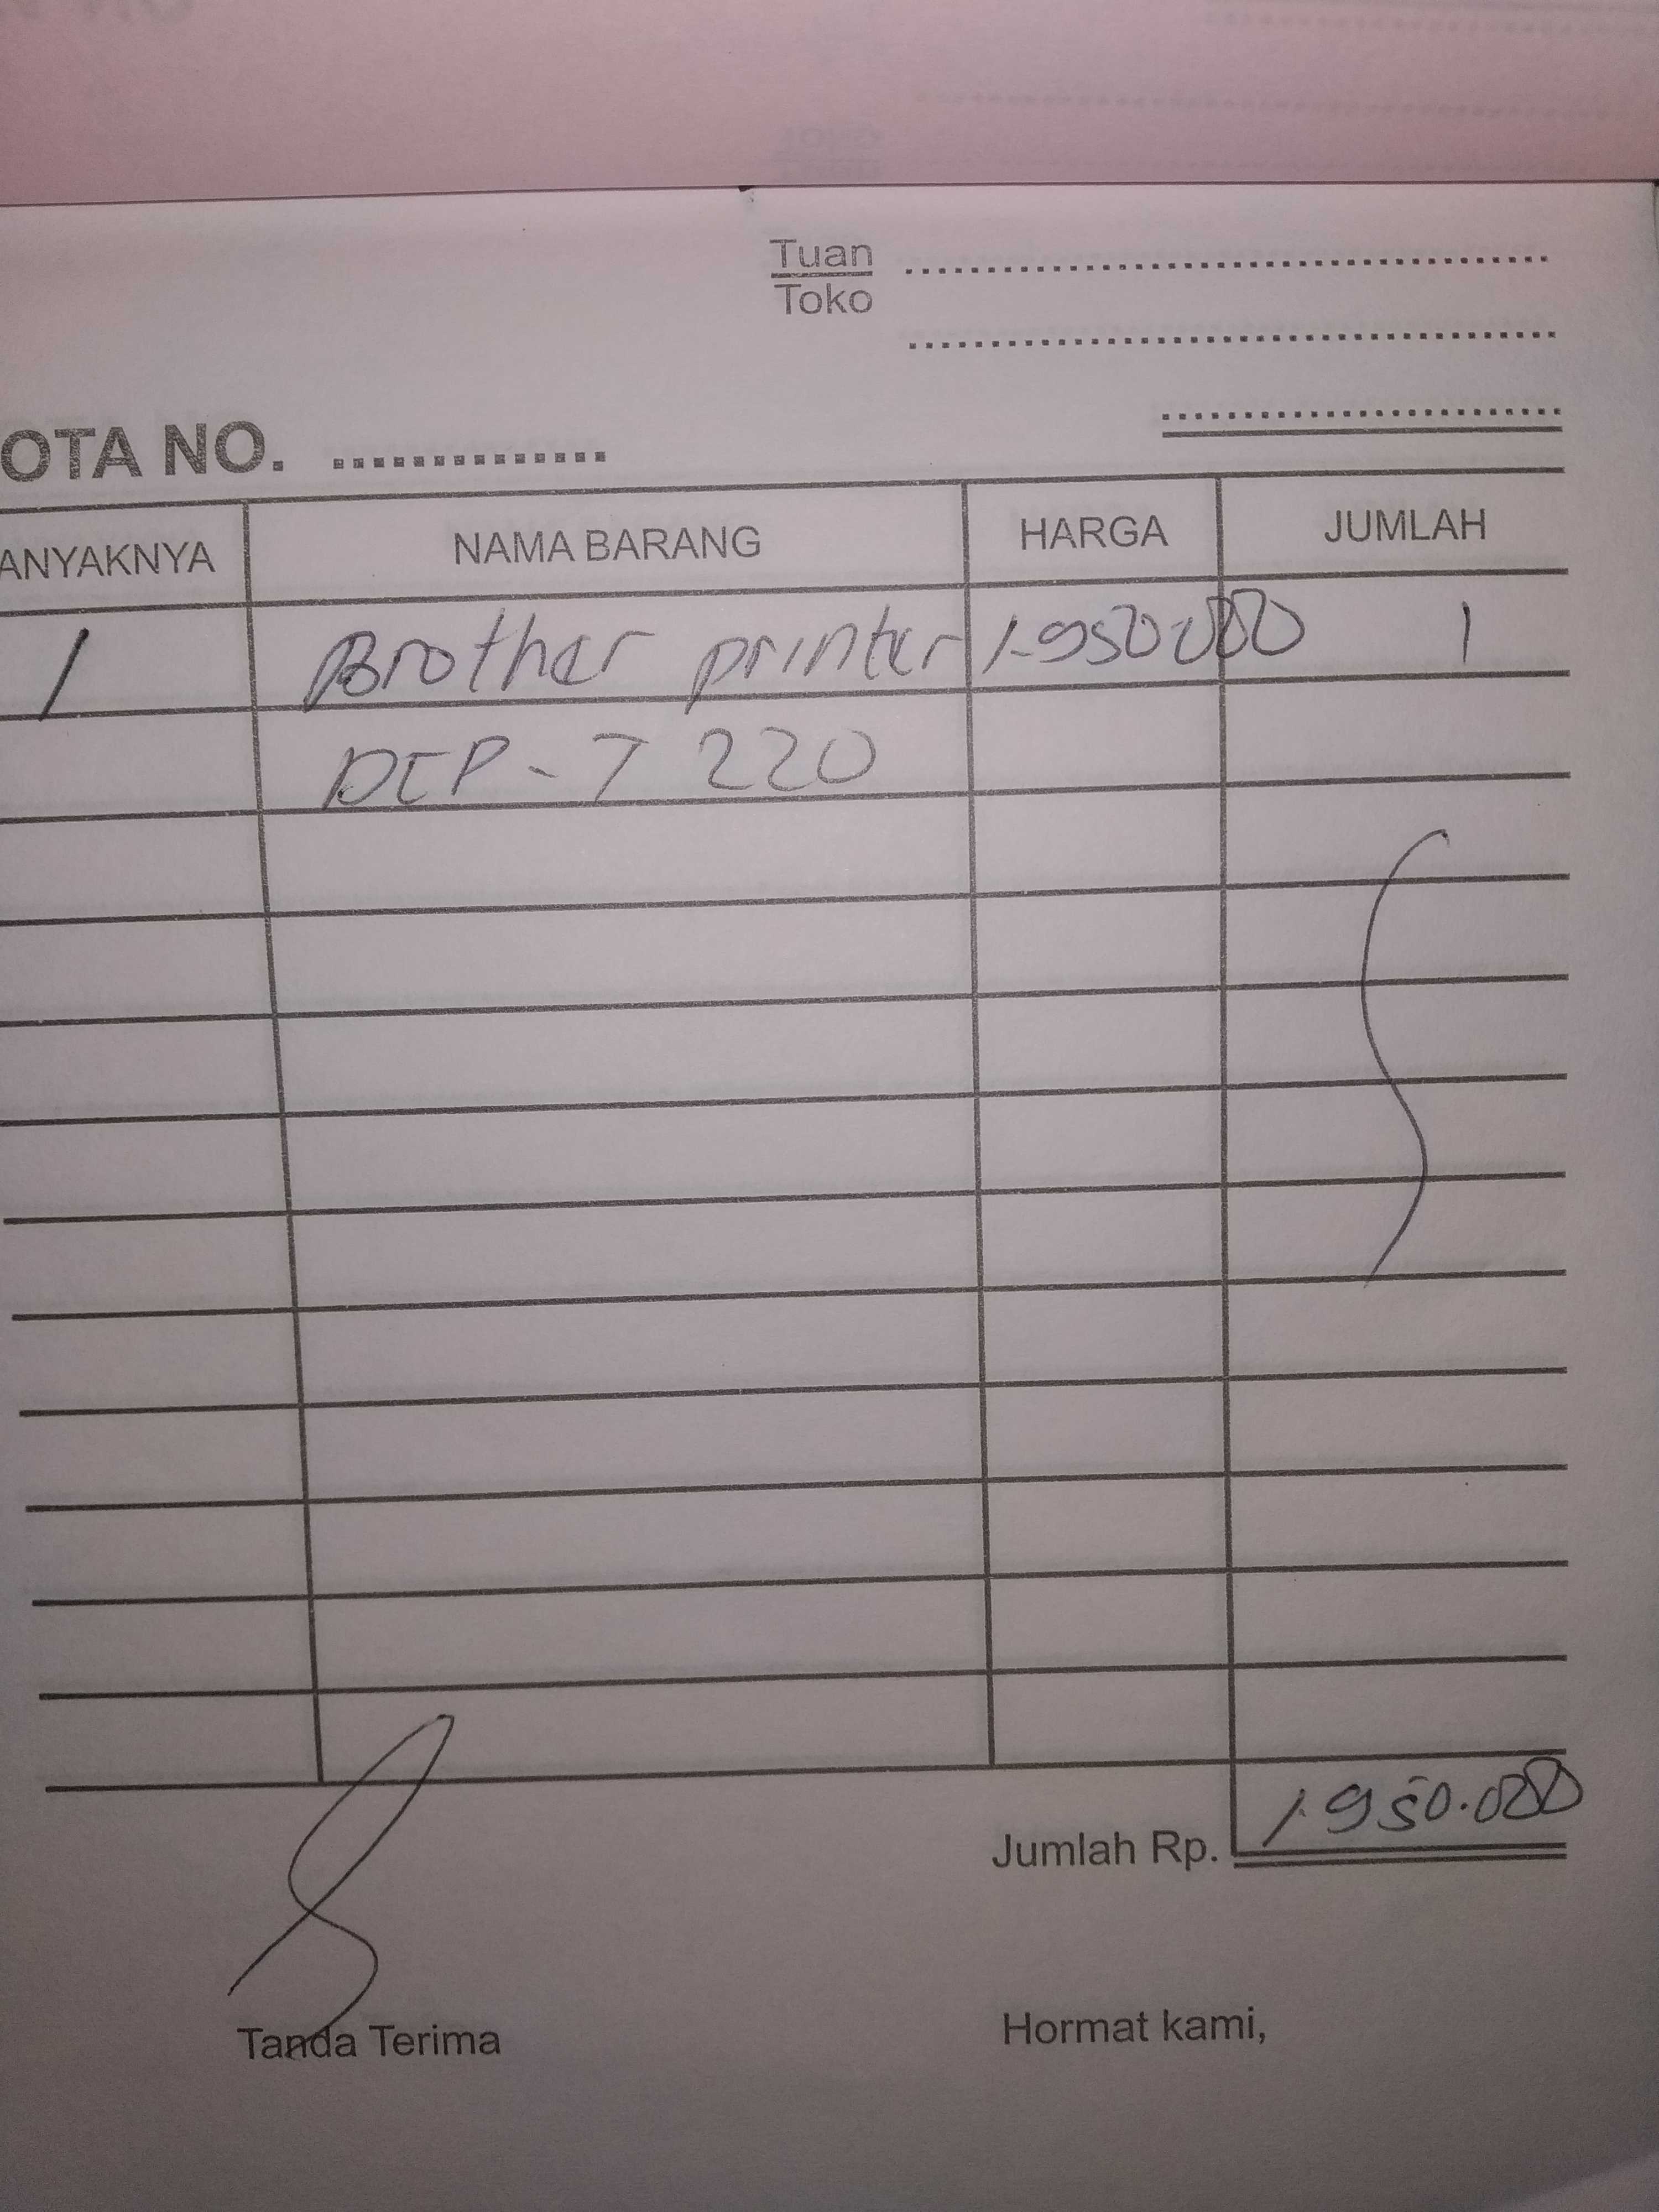 Tuan
Toko
OTA NO. ..............
ANYAKNYA NAMA BARANG HARGA JUMLAH
1 Brother printer 1.950.000 1
DCP - T 220
Jumlah Rp. 1.950.000
Tanda Terima Hormat kami,